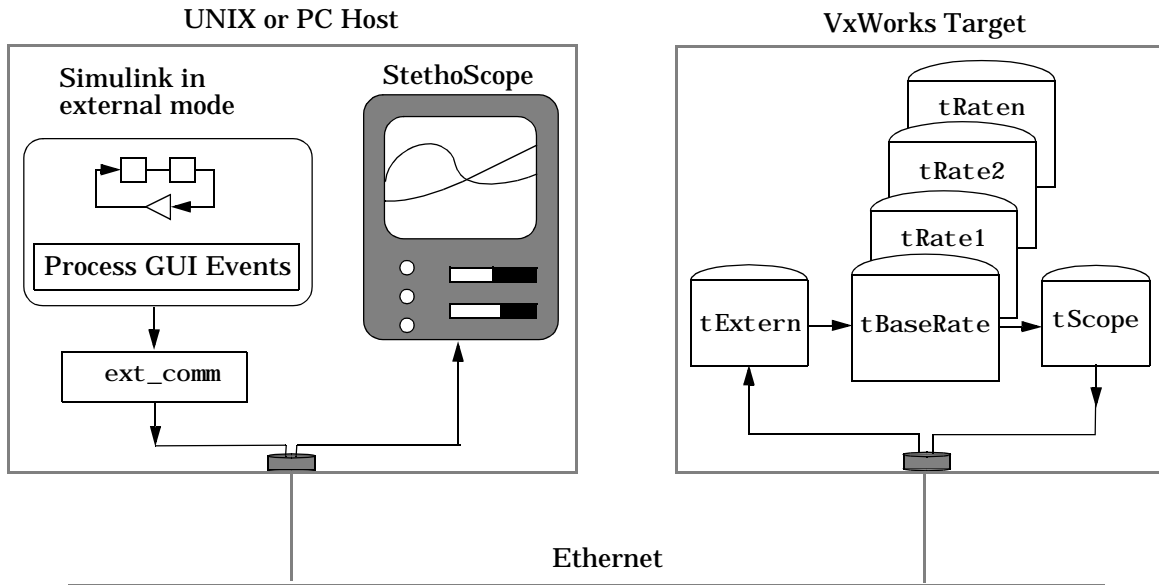 UNIX or PC Host
Simulink in
external mode
StethoScope
Process GUI Events
ext_comm
VxWorks Target
tRaten
tRate2
tRate1
tExtern
tBaseRate
tScope
Ethernet